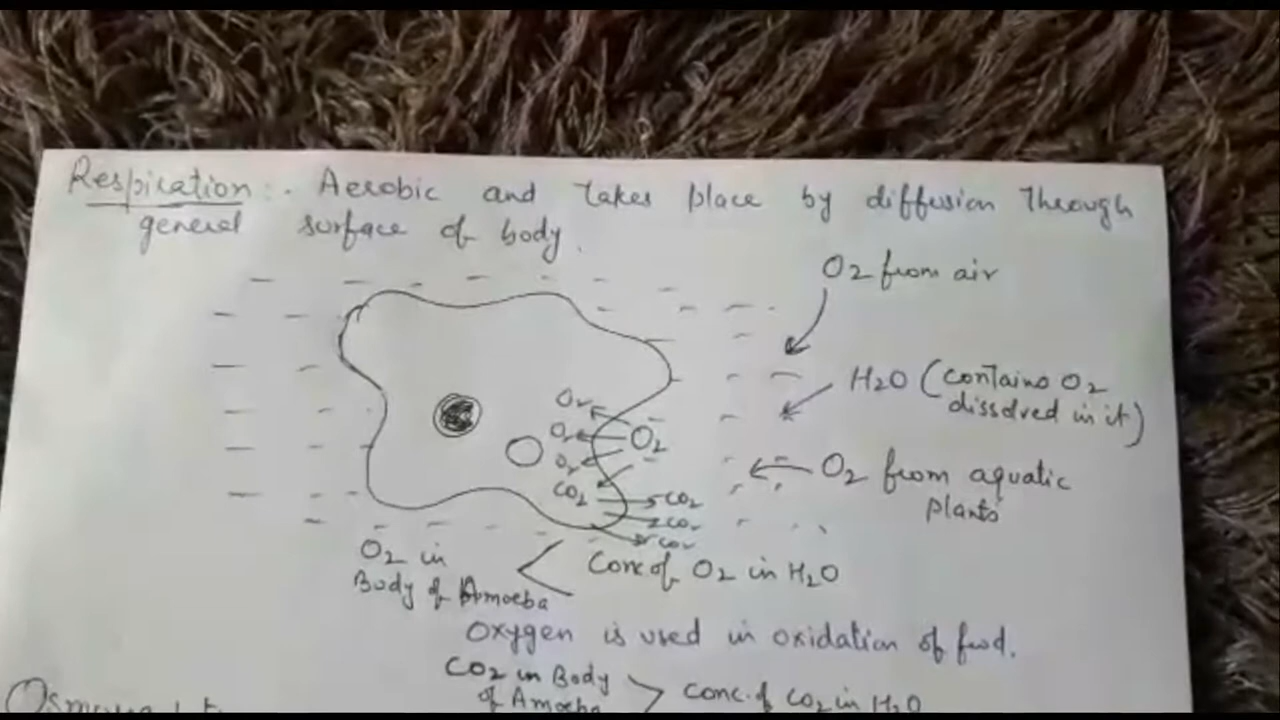 Respiration :- Aerobic and takes place by diffusion through
general surface of body.
O2 from air
H2O (contains O2
dissolved in it)
O2
O2
O2
O2
CO2
CO2
CO2
CO2
O2 from aquatic
plants
O2 in
Body of Amoeba
< Conc of O2 in H2O
Oxygen is used in oxidation of food.
CO2 in Body
of Amoeba
> Conc. of CO2 in H2O